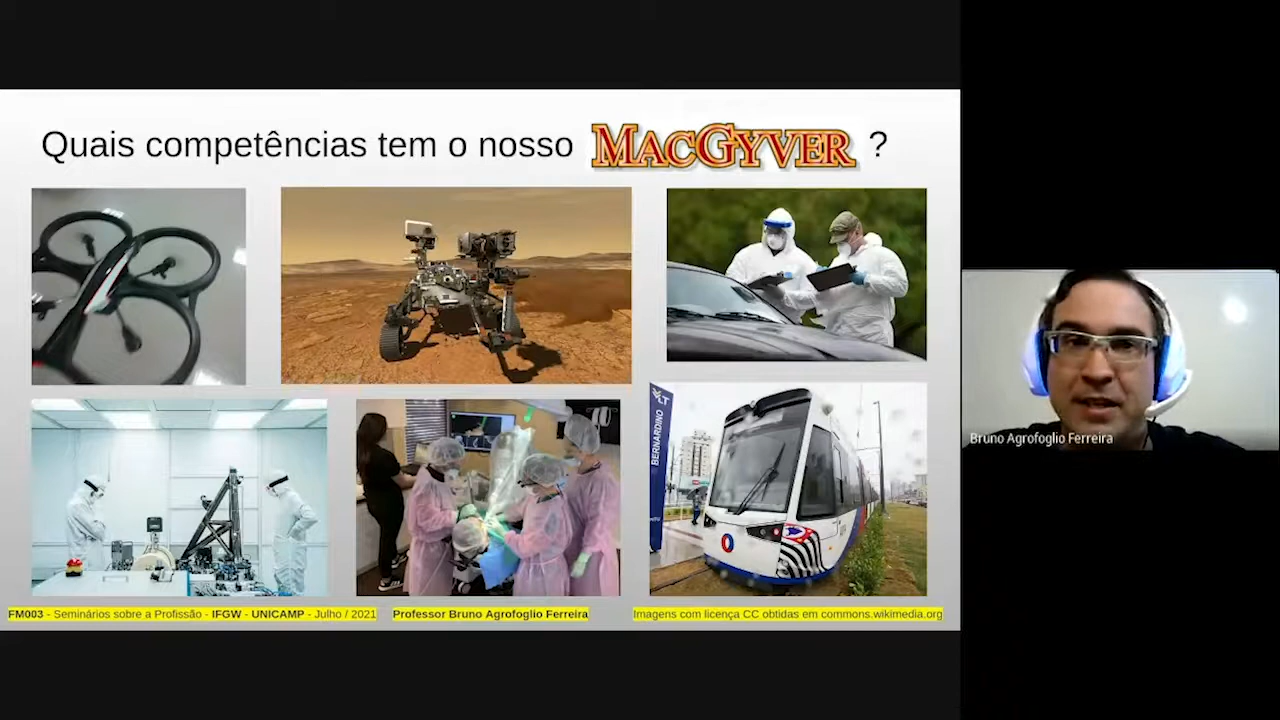 Quais competências tem o nosso MACGYVER ?
BERNARDINO
FM003 - Seminários sobre a Profissão - IFGW - UNICAMP - Julho / 2021
Professor Bruno Agrofoglio Ferreira
Imagens com licença CC obtidas em commons.wikimedia.org
Bruno Agrofoglio Ferreira